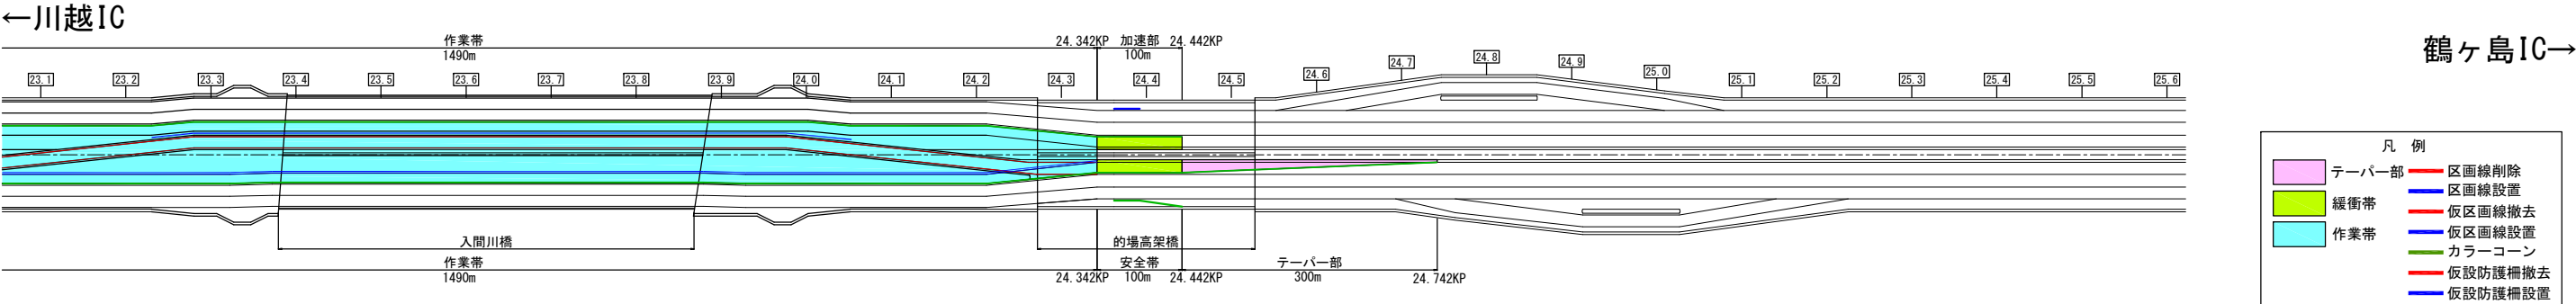 ←川越IC
鶴ヶ島IC→
作業帯
1490m
24.342KP
加速部
100m
24.442KP
23.1
23.2
23.3
23.4
23.5
23.6
23.7
23.8
23.9
24.0
24.1
24.2
24.3
24.4
24.5
24.6
24.7
24.8
24.9
25.0
25.1
25.2
25.3
25.4
25.5
25.6
入間川橋
的場高架橋
作業帯
1490m
24.342KP
安全帯
100m
24.442KP
テーパー部
300m
24.742KP
凡 例
テーパー部
緩衝帯
作業帯
区画線削除
区画線設置
仮区画線撤去
仮区画線設置
カラーコーン
仮設防護柵撤去
仮設防護柵設置